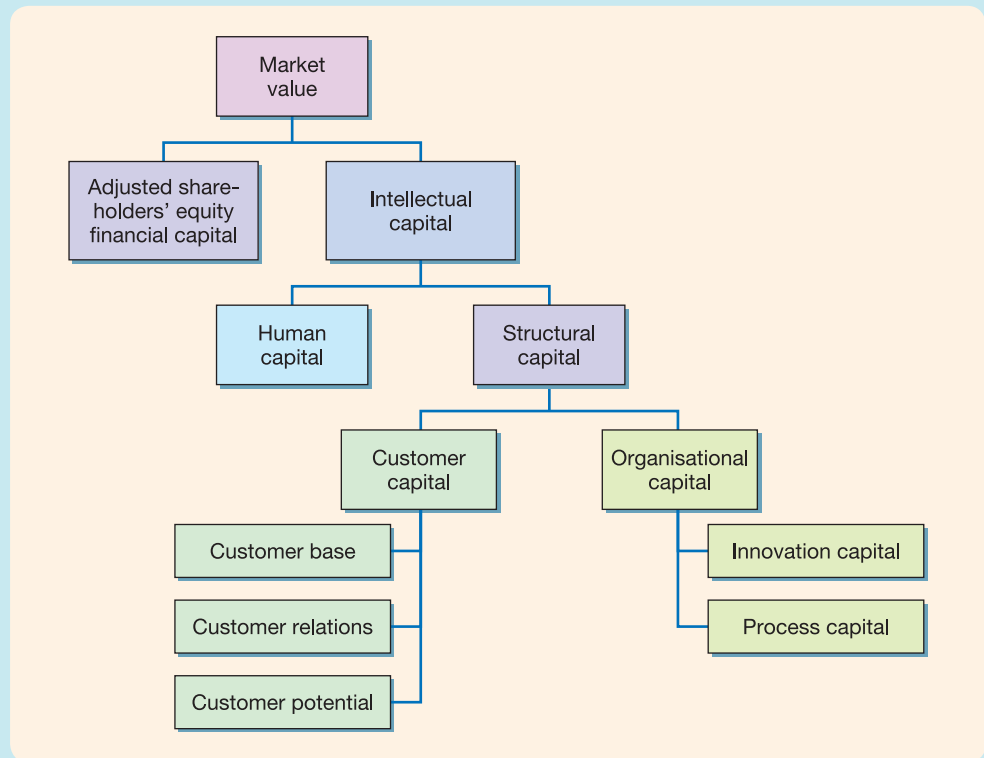 Market
value
Adjusted share-
holders’ equity
financial capital
Intellectual
capital
Human
capital
Structural
capital
Customer
capital
Organisational
capital
Customer base
Innovation capital
Customer relations
Process capital
Customer potential